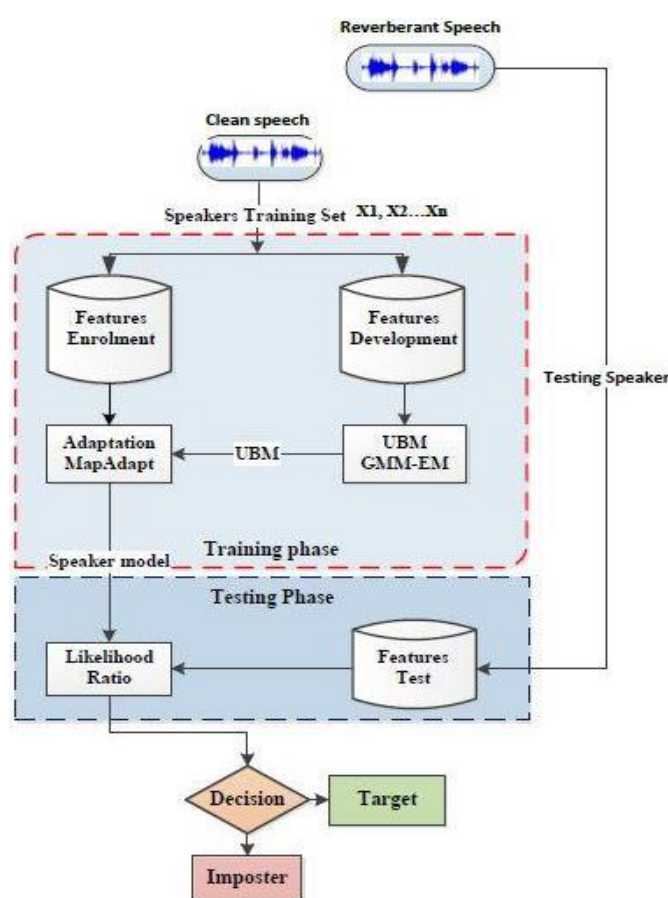 Reverberant Speech
Clean speech
Speakers Training Set X1, X2...Xn
Features
Enrolment
Features
Development
Testing Speaker
Adaptation
MapAdapt
UBM
UBM
GMM-EM
Training phase
Speaker model
Testing Phase
Likelihood
Ratio
Features
Test
Decision
Target
Imposter